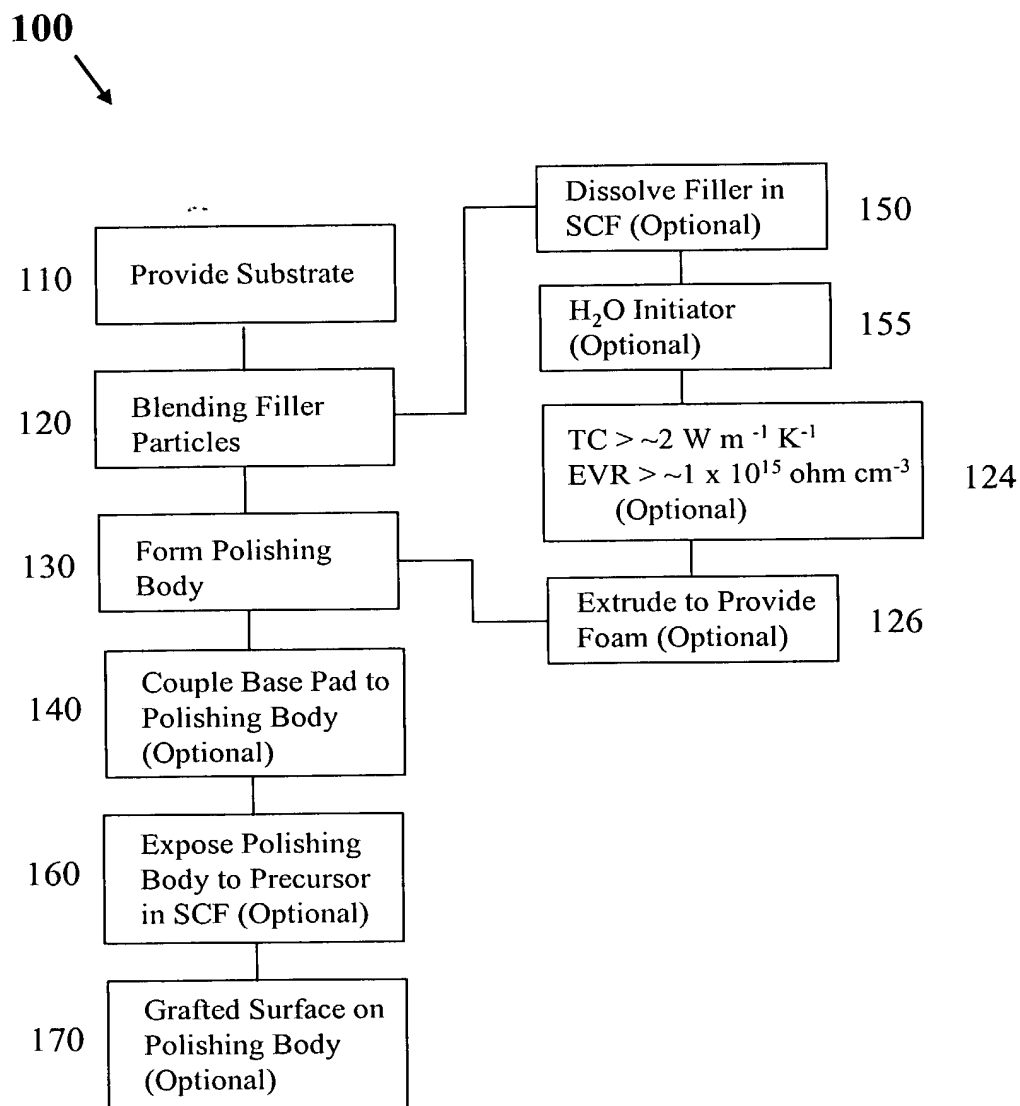 100
110
Provide Substrate
120
Blending Filler
Particles
130
Form Polishing
Body
140
Couple Base Pad to
Polishing Body
(Optional)
160
Expose Polishing
Body to Precursor
in SCF (Optional)
170
Grafted Surface on
Polishing Body
(Optional)
Dissolve Filler in
SCF (Optional)
150
H₂O Initiator
(Optional)
155
TC > ~2 W m ⁻¹ K⁻¹
EVR > ~1 x 10¹⁵ ohm cm⁻³
(Optional)
124
Extrude to Provide
Foam (Optional)
126